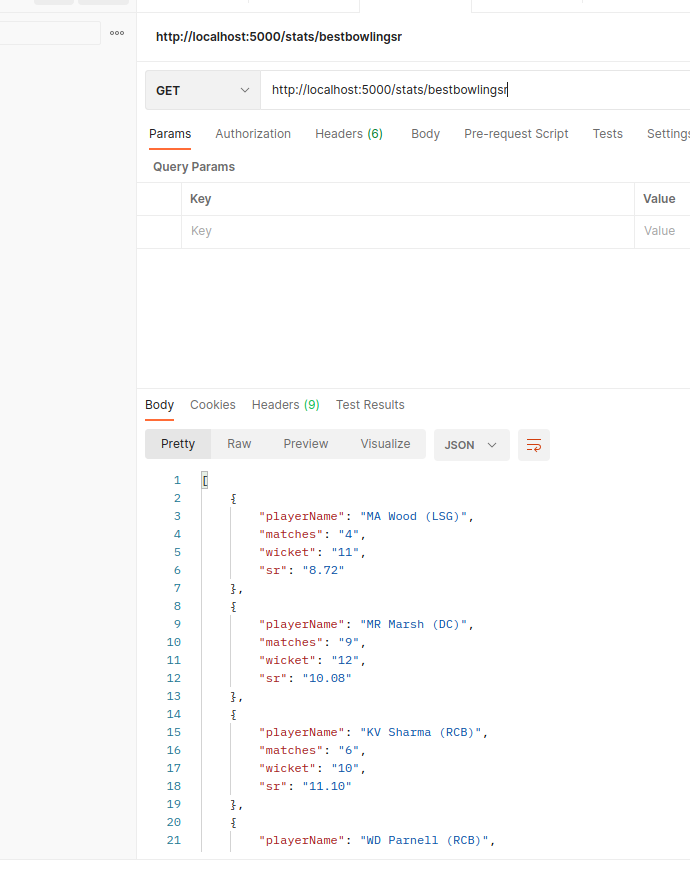 http://localhost:5000/stats/bestbowlingsr
GET http://localhost:5000/stats/bestbowlingsr
Params Authorization Headers (6) Body Pre-request Script Tests Settings
Query Params
Key Value
Key Value
Body Cookies Headers (9) Test Results
Pretty Raw Preview Visualize JSON
1 [
2 {
3 "playerName": "MA Wood (LSG)",
4 "matches": "4",
5 "wicket": "11",
6 "sr": "8.72"
7 },
8 {
9 "playerName": "MR Marsh (DC)",
10 "matches": "9",
11 "wicket": "12",
12 "sr": "10.08"
13 },
14 {
15 "playerName": "KV Sharma (RCB)",
16 "matches": "6",
17 "wicket": "10",
18 "sr": "11.10"
19 },
20 {
21 "playerName": "WD Parnell (RCB)",